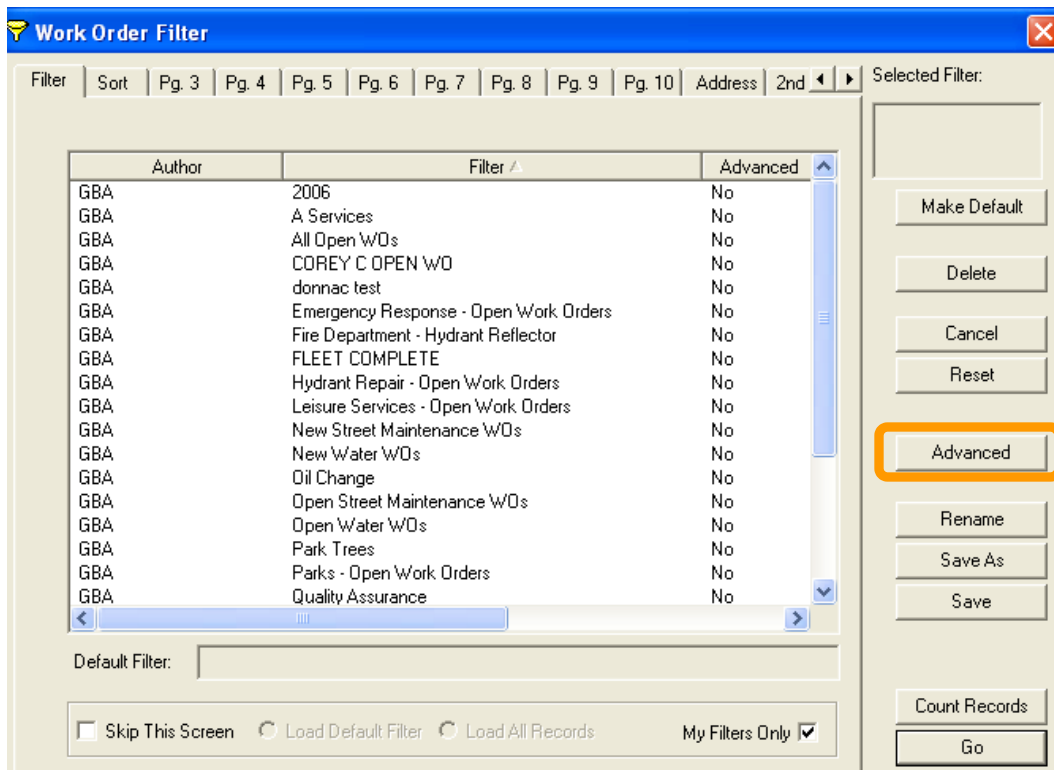 Work Order Filter
Filter Sort Pg. 3 Pg. 4 Pg. 5 Pg. 6 Pg. 7 Pg. 8 Pg. 9 Pg. 10 Address 2nd
Selected Filter:
Author Filter Advanced
GBA 2006 No
GBA A Services No
GBA All Open WOs No
GBA COREY C OPEN WO No
GBA donnac test No
GBA Emergency Response - Open Work Orders No
GBA Fire Department - Hydrant Reflector No
GBA FLEET COMPLETE No
GBA Hydrant Repair - Open Work Orders No
GBA Leisure Services - Open Work Orders No
GBA New Street Maintenance WOs No
GBA New Water WOs No
GBA Oil Change No
GBA Open Street Maintenance WOs No
GBA Open Water WOs No
GBA Park Trees No
GBA Parks - Open Work Orders No
GBA Quality Assurance No
Default Filter:
Skip This Screen Load Default Filter Load All Records My Filters Only
Make Default
Delete
Cancel
Reset
Advanced
Rename
Save As
Save
Count Records
Go